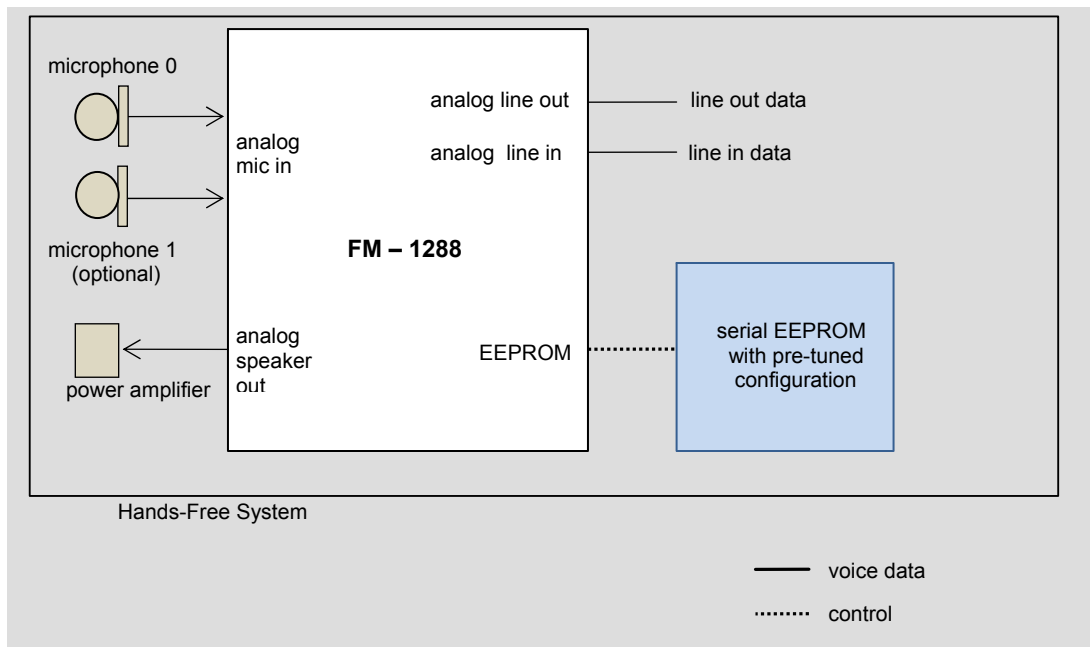 microphone 0
analog
mic in
microphone 1
(optional)
analog
speaker
out
power amplifier
analog line out
line out data
analog line in
line in data
FM – 1288
EEPROM
serial EEPROM
with pre-tuned
configuration
Hands-Free System
voice data
control